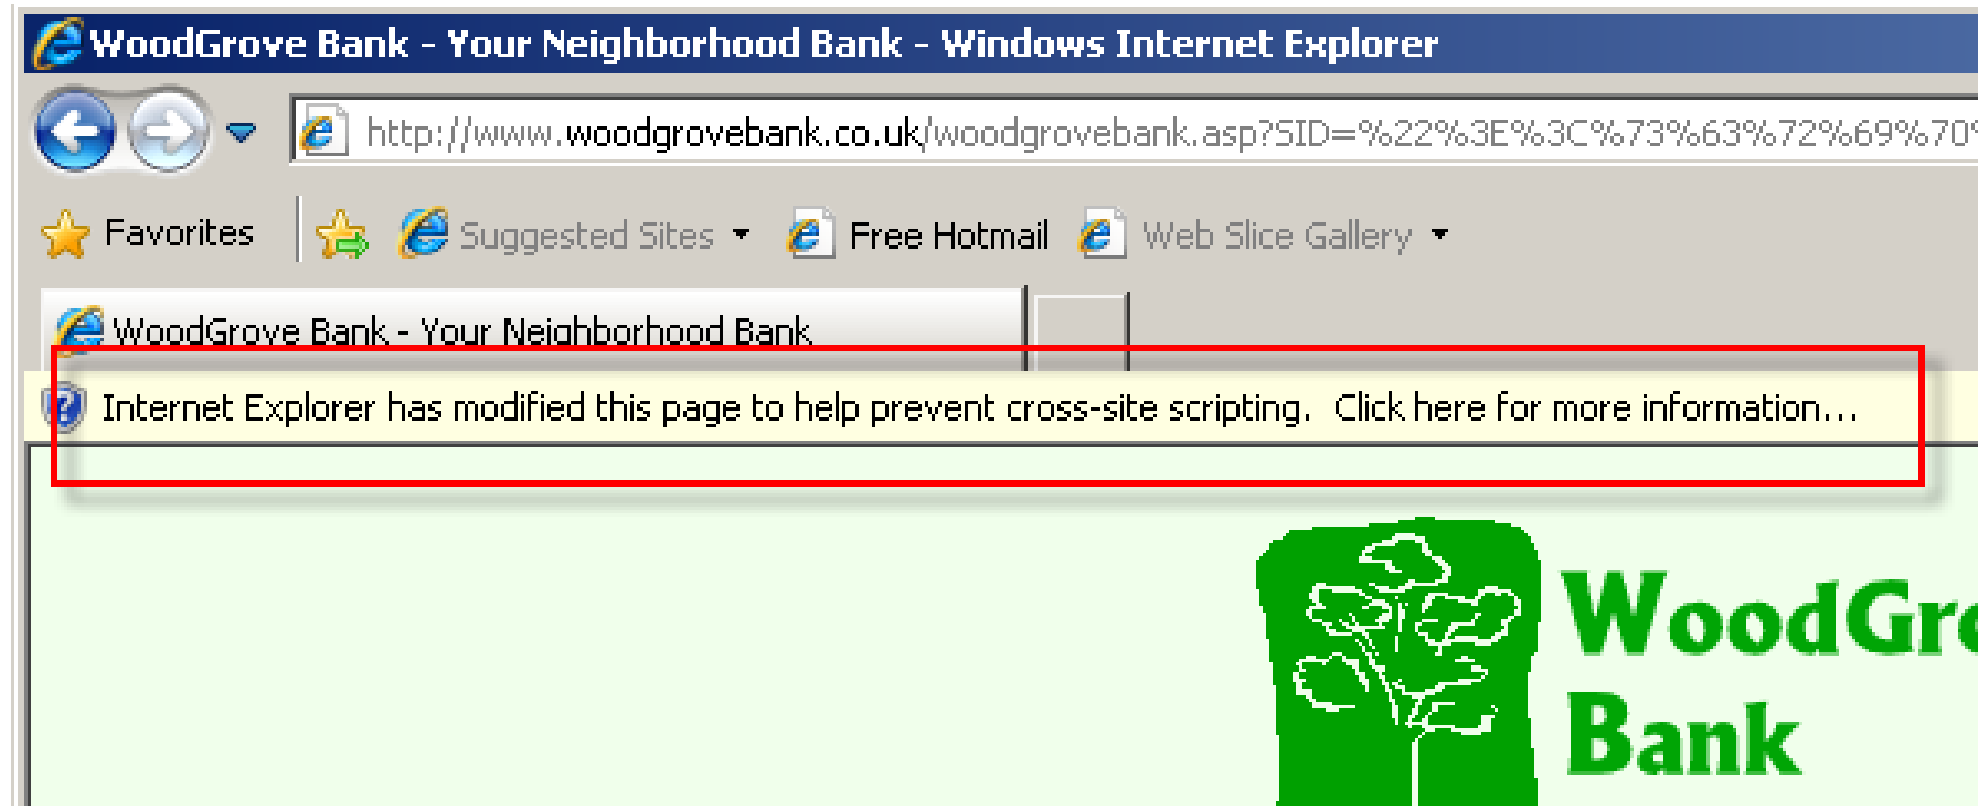 WoodGrove Bank - Your Neighborhood Bank - Windows Internet Explorer
http://www.woodgrovebank.co.uk/woodgrovebank.asp?SID=%22%3E%3C%73%63%72%69%70%
Favorites Suggested Sites Free Hotmail Web Slice Gallery
WoodGrove Bank - Your Neighborhood Bank
Internet Explorer has modified this page to help prevent cross-site scripting. Click here for more information...
WoodGro
Bank